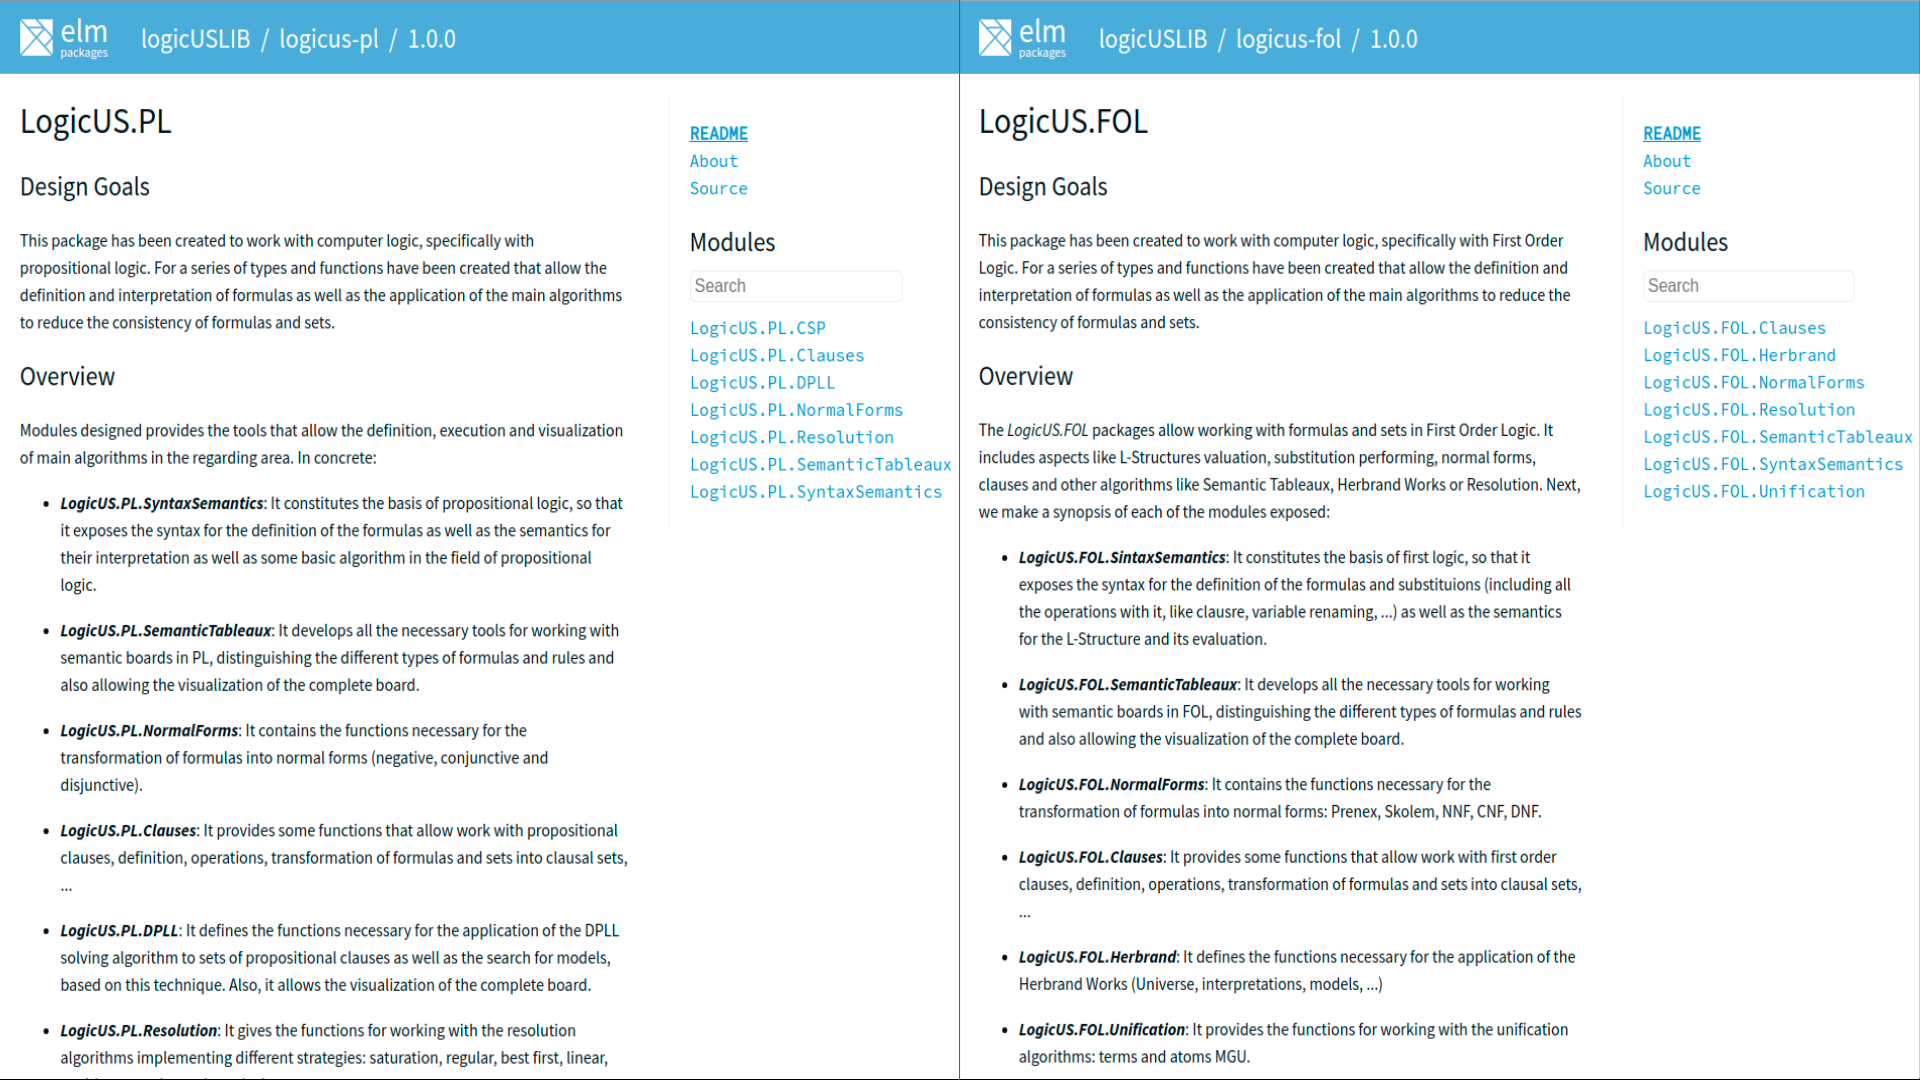 elm
packages
logicUSLIB / logicus-pl / 1.0.0
LogicUS.PL
Design Goals
This package has been created to work with computer logic, specifically with
propositional logic. For a series of types and functions have been created that allow the
definition and interpretation of formulas as well as the application of the main algorithms
to reduce the consistency of formulas and sets.
Overview
Modules designed provides the tools that allow the definition, execution and visualization
of main algorithms in the regarding area. In concrete:
• LogicUS.PL.SyntaxSemantics: It constitutes the basis of propositional logic, so that
it exposes the syntax for the definition of the formulas as well as the semantics for
their interpretation as well as some basic algorithm in the field of propositional
logic.
• LogicUS.PL.SemanticTableaux: It develops all the necessary tools for working with
semantic boards in PL, distinguishing the different types of formulas and rules and
also allowing the visualization of the complete board.
• LogicUS.PL.NormalForms: It contains the functions necessary for the
transformation of formulas into normal forms (negative, conjunctive and
disjunctive).
• LogicUS.PL.Clauses: It provides some functions that allow work with propositional
clauses, definition, operations, transformation of formulas and sets into clausal sets,
...
• LogicUS.PL.DPLL: It defines the functions necessary for the application of the DPLL
solving algorithm to sets of propositional clauses as well as the search for models,
based on this technique. Also, it allows the visualization of the complete board.
• LogicUS.PL.Resolution: It gives the functions for working with the resolution
algorithms implementing different strategies: saturation, regular, best first, linear,
README
About
Source
Modules
Search
LogicUS.PL.CSP
LogicUS.PL.Clauses
LogicUS.PL.DPLL
LogicUS.PL.NormalForms
LogicUS.PL.Resolution
LogicUS.PL.SemanticTableaux
LogicUS.PL.SyntaxSemantics
elm
packages
logicUSLIB / logicus-fol / 1.0.0
LogicUS.FOL
Design Goals
This package has been created to work with computer logic, specifically with First Order
Logic. For a series of types and functions have been created that allow the definition and
interpretation of formulas as well as the application of the main algorithms to reduce the
consistency of formulas and sets.
Overview
The LogicUS.FOL packages allow working with formulas and sets in First Order Logic. It
includes aspects like L-Structures valuation, substitution performing, normal forms,
clauses and other algorithms like Semantic Tableaux, Herbrand Works or Resolution. Next,
we make a synopsis of each of the modules exposed:
• LogicUS.FOL.SintaxSemantics: It constitutes the basis of first logic, so that it
exposes the syntax for the definition of the formulas and substituions (including all
the operations with it, like clausre, variable renaming, ...) as well as the semantics
for the L-Structure and its evaluation.
• LogicUS.FOL.SemanticTableaux: It develops all the necessary tools for working
with semantic boards in FOL, distinguishing the different types of formulas and rules
and also allowing the visualization of the complete board.
• LogicUS.FOL.NormalForms: It contains the functions necessary for the
transformation of formulas into normal forms: Prenex, Skolem, NNF, CNF, DNF.
• LogicUS.FOL.Clauses: It provides some functions that allow work with first order
clauses, definition, operations, transformation of formulas and sets into clausal sets,
...
• LogicUS.FOL.Herbrand: It defines the functions necessary for the application of the
Herbrand Works (Universe, interpretations, models, ...)
• LogicUS.FOL.Unification: It provides the functions for working with the unification
algorithms: terms and atoms MGU.
README
About
Source
Modules
Search
LogicUS.FOL.Clauses
LogicUS.FOL.Herbrand
LogicUS.FOL.NormalForms
LogicUS.FOL.Resolution
LogicUS.FOL.SemanticTableaux
LogicUS.FOL.SyntaxSemantics
LogicUS.FOL.Unification